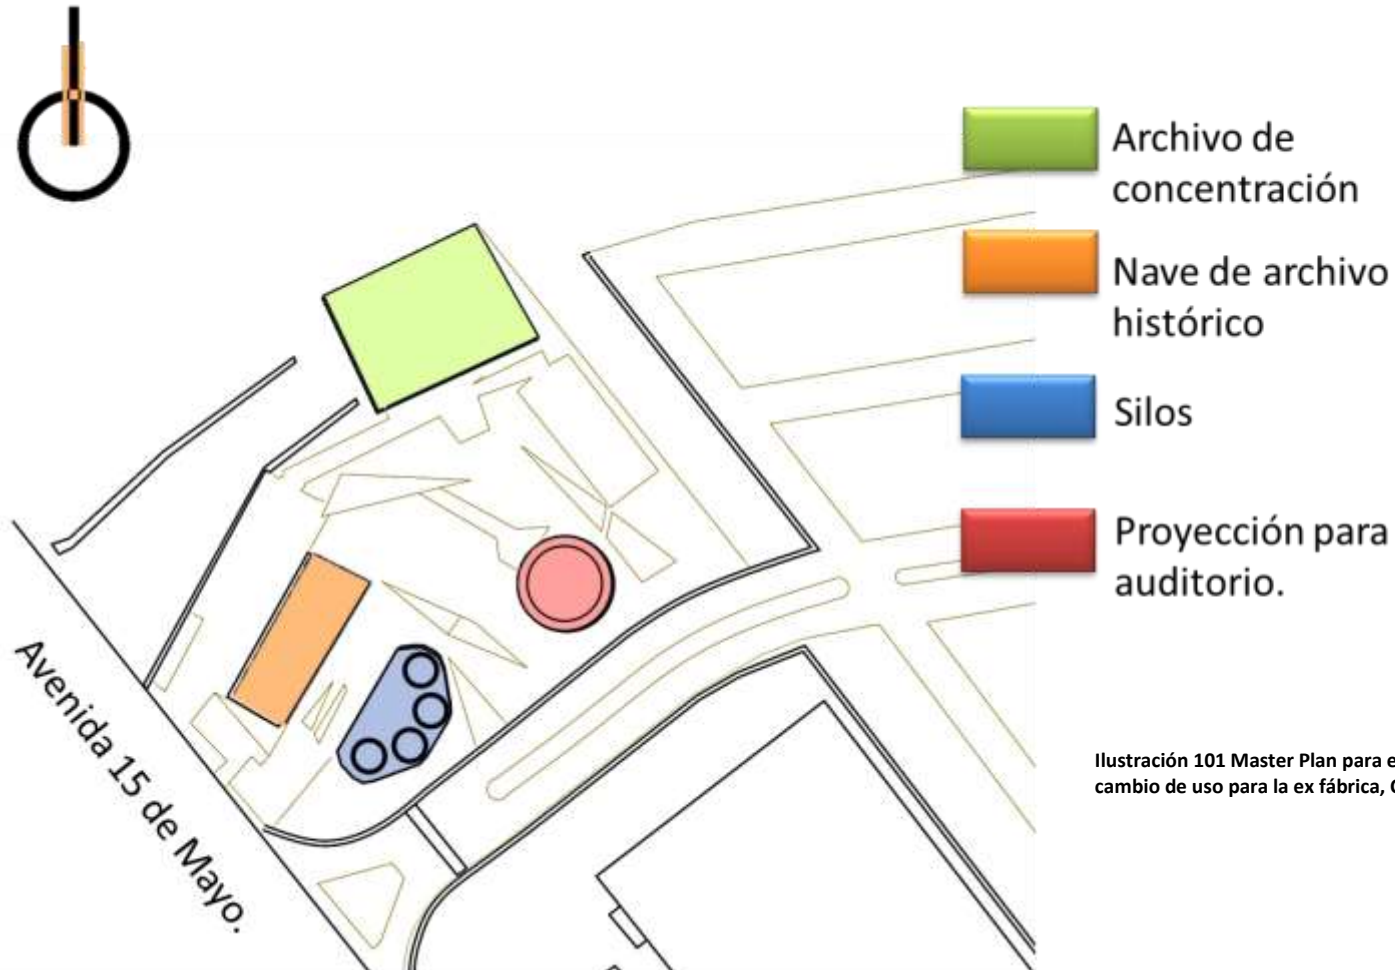 Archivo de
concentración
Nave de archivo
histórico
Silos
Proyección para
auditorio.
Avenida 15 de Mayo.
Ilustración 101 Master Plan para e
cambio de uso para la ex fábrica,